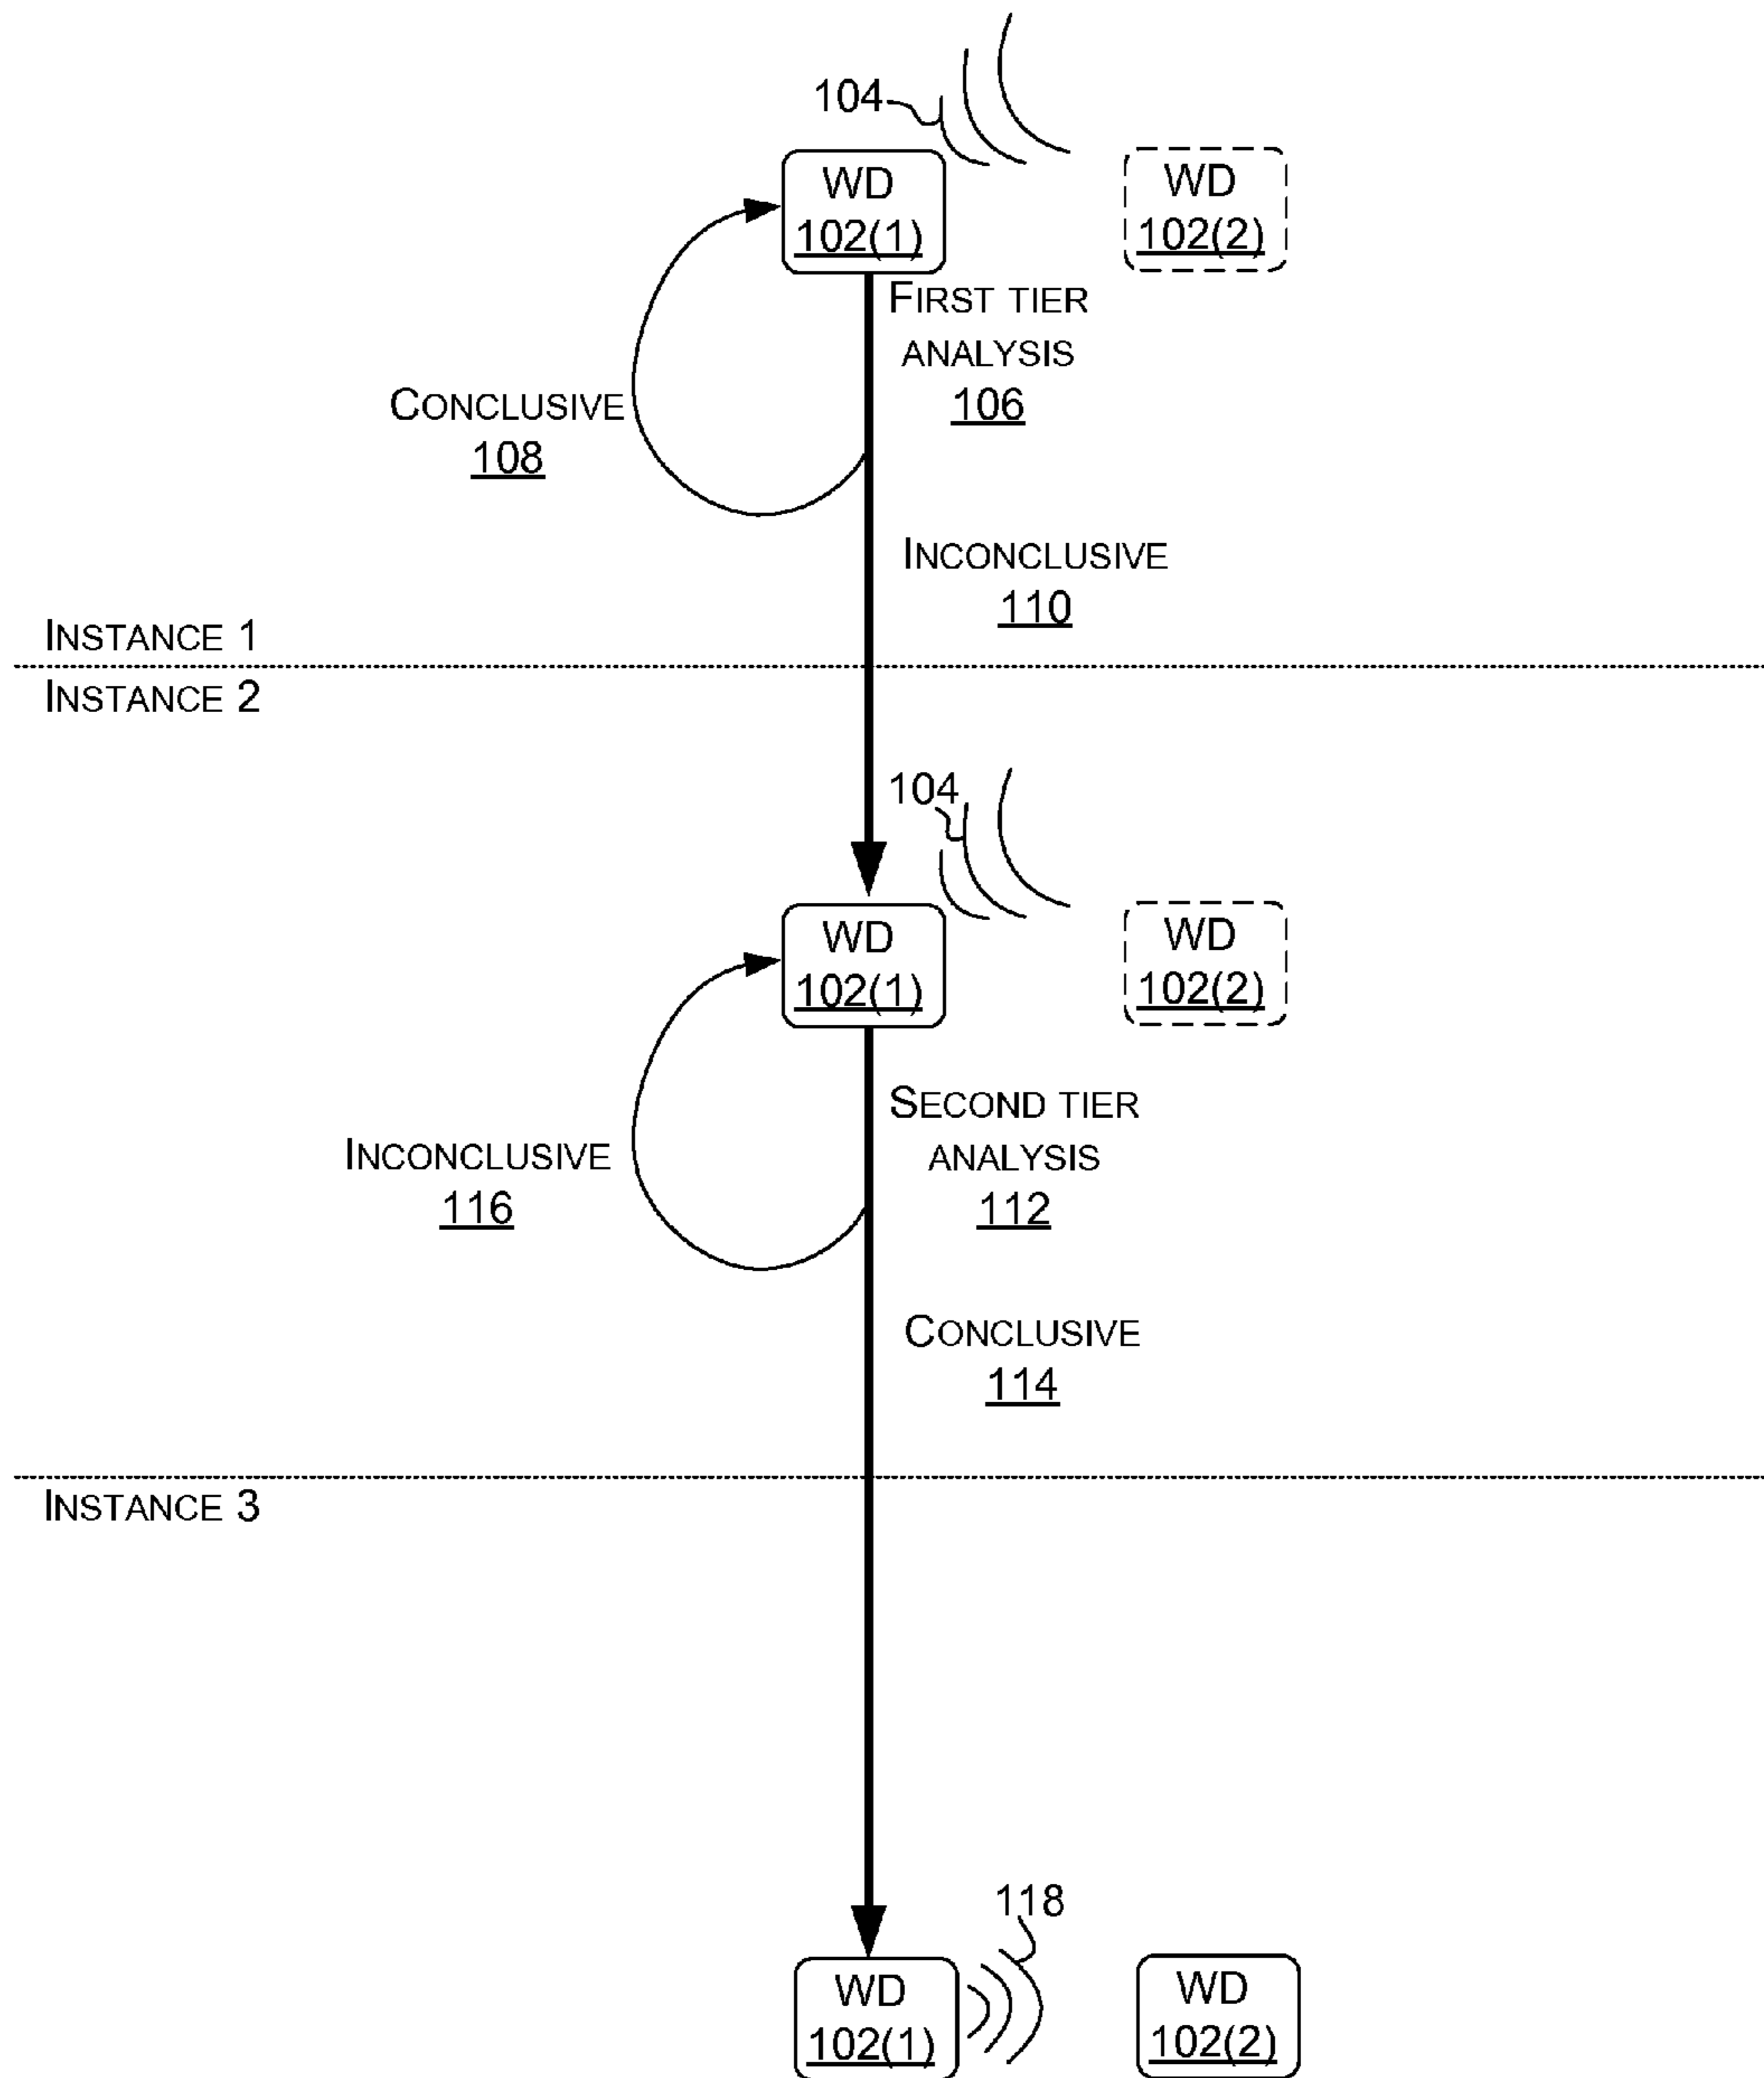 104
WD
102(1)
WD
102(2)
FIRST TIER
ANALYSIS
106
CONCLUSIVE
108
INCONCLUSIVE
110
INSTANCE 1
INSTANCE 2
104
WD
102(1)
WD
102(2)
SECOND TIER
ANALYSIS
112
INCONCLUSIVE
116
CONCLUSIVE
114
INSTANCE 3
118
WD
102(1)
WD
102(2)